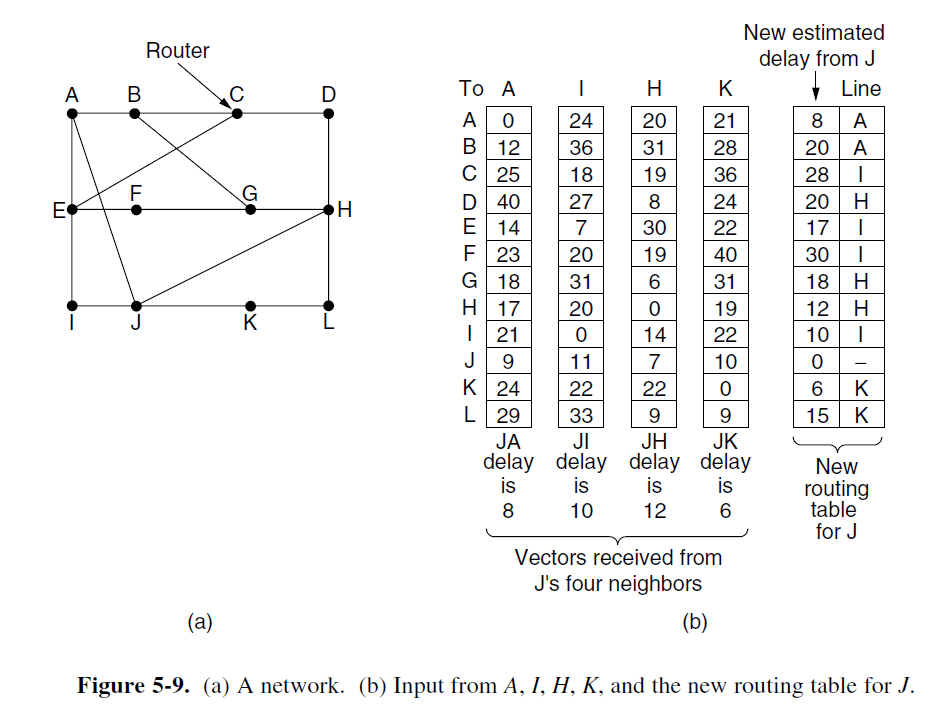 Router
A B C D
E F G H
I J K L
(a)
New estimated
delay from J
To A I H K Line
A 0 24 20 21 8 A
B 12 36 31 28 20 A
C 25 18 19 36 28 I
D 40 27 8 24 20 H
E 14 7 30 22 17 I
F 23 20 19 40 30 I
G 18 31 6 31 18 H
H 17 20 0 19 12 H
I 21 0 14 22 10 I
J 9 11 7 10 0 –
K 24 22 22 0 6 K
L 29 33 9 9 15 K
JA JI JH JK
delay delay delay delay
is is is is
8 10 12 6
New
routing
table
for J
Vectors received from
J's four neighbors
(b)
Figure 5-9. (a) A network. (b) Input from A, I, H, K, and the new routing table for J.